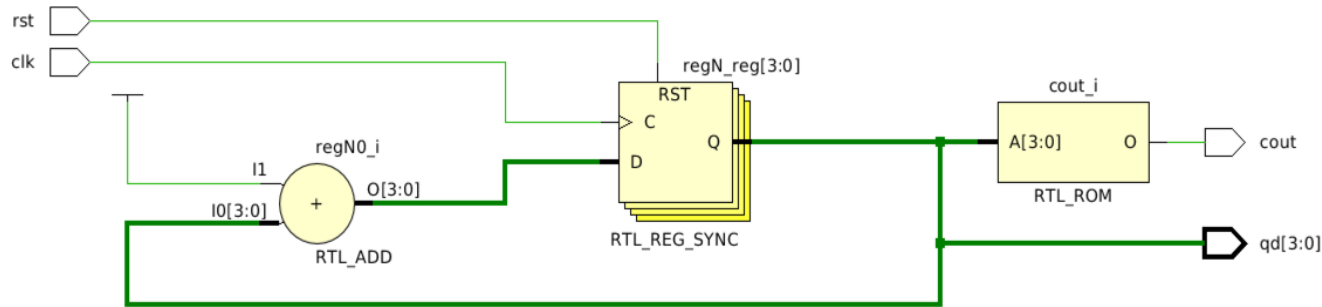 rst
clk
regN_reg[3:0]
RST
C
D
Q
RTL_REG_SYNC
regN0_i
I1
I0[3:0]
+
O[3:0]
RTL_ADD
cout_i
A[3:0]
O
RTL_ROM
cout
qd[3:0]